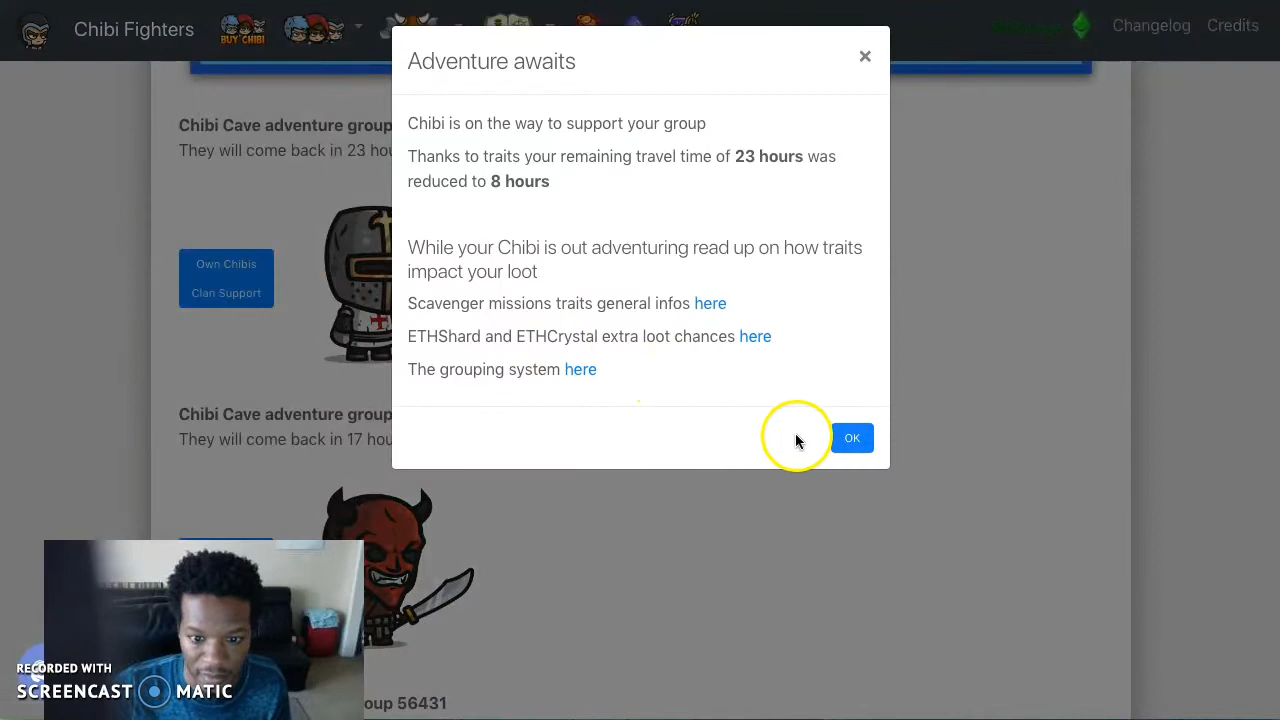 Chibi Fighters
BUY CHIBI
Changelog
Credits
Adventure awaits
×
Chibi is on the way to support your group
Thanks to traits your remaining travel time of 23 hours was
reduced to 8 hours
While your Chibi is out adventuring read up on how traits
impact your loot
Scavenger missions traits general infos here
ETHShard and ETHCrystal extra loot chances here
The grouping system here
OK
Chibi Cave adventure group
They will come back in 23 hou
Own Chibis
Clan Support
Chibi Cave adventure group
They will come back in 17 hou
oup 56431
RECORDED WITH
SCREENCAST MATIC